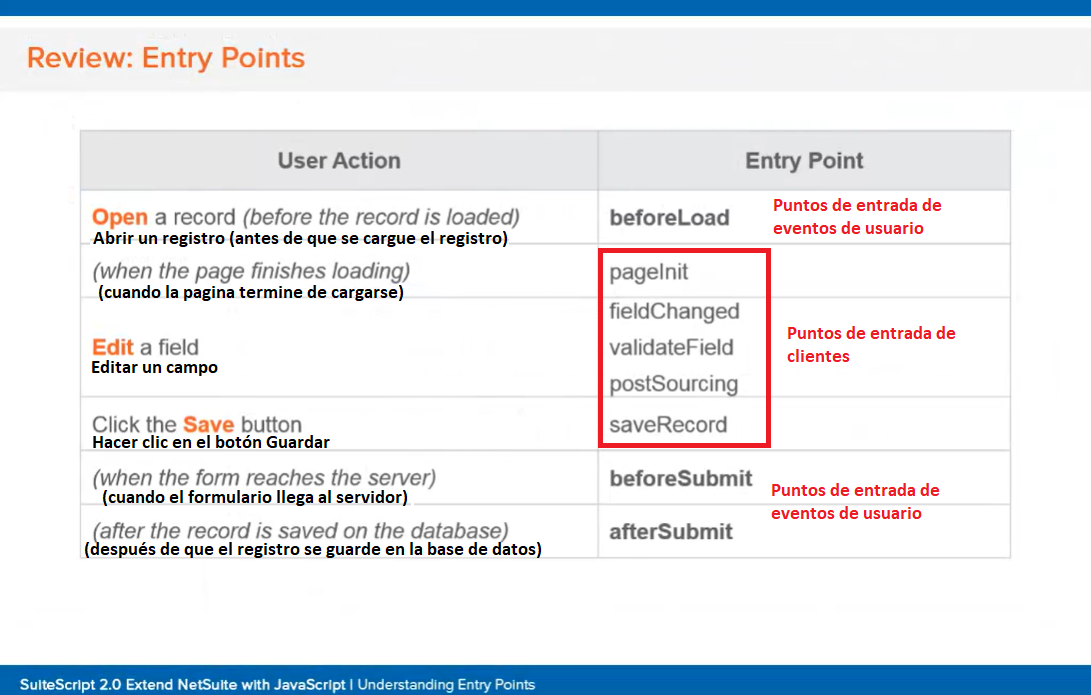 Review: Entry Points
User Action
Entry Point
Open a record (before the record is loaded)
Abrir un registro (antes de que se cargue el registro)
beforeLoad
Puntos de entrada de
eventos de usuario
(when the page finishes loading)
(cuando la pagina termine de cargarse)
pageInit
Edit a field
Editar un campo
fieldChanged
validateField
postSourcing
Puntos de entrada de
clientes
Click the Save button
Hacer clic en el botón Guardar
saveRecord
(when the form reaches the server)
(cuando el formulario llega al servidor)
beforeSubmit
Puntos de entrada de
eventos de usuario
(after the record is saved on the database)
(después de que el registro se guarde en la base de datos)
afterSubmit
SuiteScript 2.0 Extend NetSuite with JavaScript | Understanding Entry Points